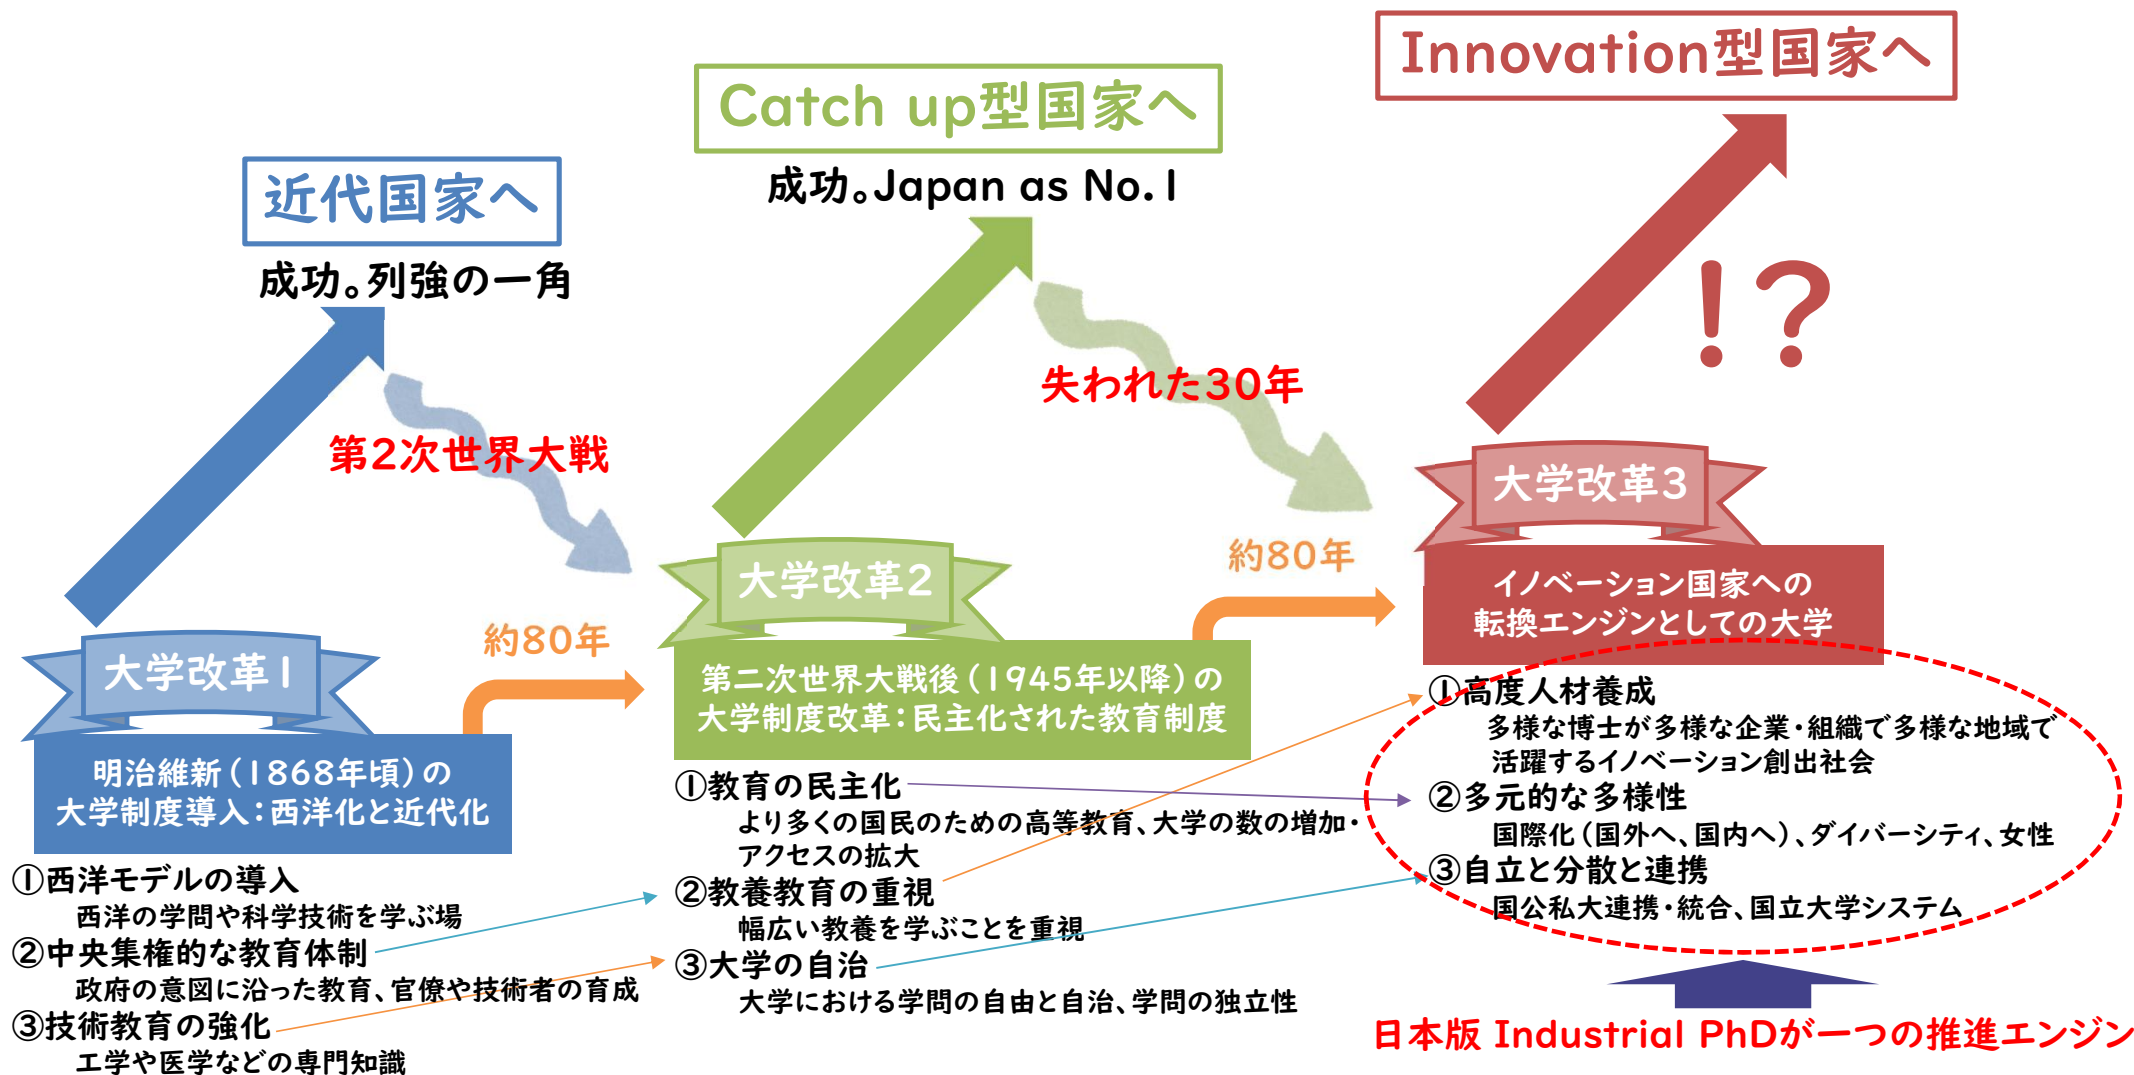 近代国家へ
成功。列強の一角
第2次世界大戦
大学改革1
約80年
明治維新(1868年頃)の
大学制度導入:西洋化と近代化
①西洋モデルの導入
西洋の学問や科学技術を学ぶ場
②中央集権的な教育体制
政府の意図に沿った教育、官僚や技術者の育成
③技術教育の強化
工学や医学などの専門知識
Catch up型国家へ
成功。Japan as No.1
失われた30年
大学改革2
約80年
第二次世界大戦後(1945年以降)の
大学制度改革:民主化された教育制度
①教育の民主化
より多くの国民のための高等教育、大学の数の増加・
アクセスの拡大
②教養教育の重視
幅広い教養を学ぶことを重視
③大学の自治
大学における学問の自由と自治、学問の独立性
Innovation型国家へ
!?
大学改革3
イノベーション国家への
転換エンジンとしての大学
①高度人材養成
多様な博士が多様な企業・組織で多様な地域で
活躍するイノベーション創出社会
②多元的な多様性
国際化(国外へ、国内へ)、ダイバーシティ、女性
③自立と分散と連携
国公私大連携・統合、国立大学システム
日本版 Industrial PhDが一つの推進エンジン